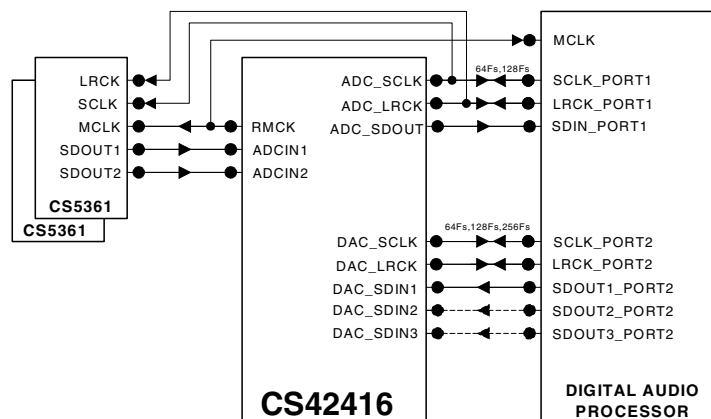 MCLK
64Fs,128Fs
LRCK
ADC_SCLK
SCLK_PORT1
SCLK
ADC_LRCK
LRCK_PORT1
MCLK
RMCK
ADC_SDOUT
SDIN_PORT1
SDOUT1
ADCIN1
SDOUT2
ADCIN2
CS5361
CS5361
64Fs,128Fs,256Fs
DAC_SCLK
SCLK_PORT2
DAC_LRCK
LRCK_PORT2
DAC_SDIN1
SDOUT1_PORT2
DAC_SDIN2
SDOUT2_PORT2
DAC_SDIN3
SDOUT3_PORT2
CS42416
DIGITAL AUDIO
PROCESSOR